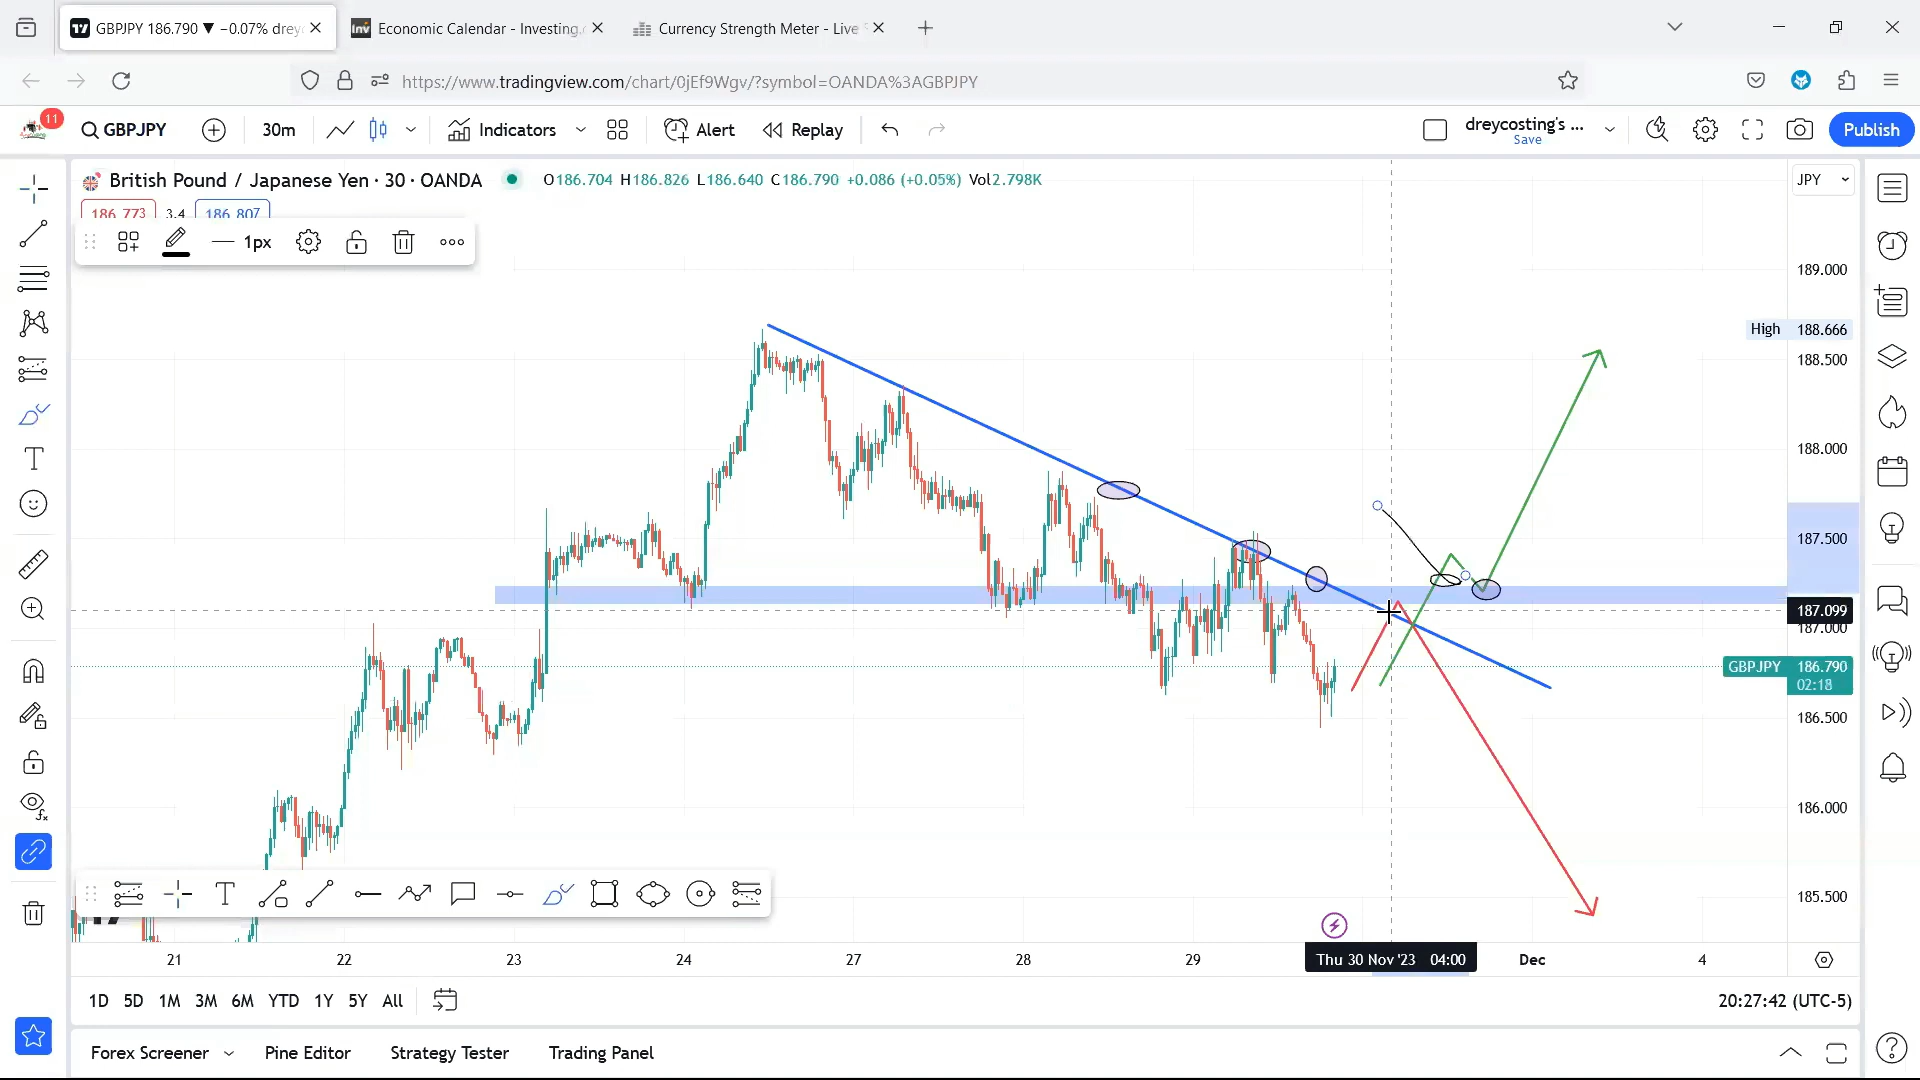 GBPJPY 186.790 ▼ −0.07% drey
Economic Calendar - Investing.
Currency Strength Meter - Live
https://www.tradingview.com/chart/0jEf9Wgv/?symbol=OANDA%3AGBPJPY
11
GBPJPY
30m
Indicators
Alert
Replay
dreycosting's ...
Save
Publish
British Pound / Japanese Yen · 30 · OANDA
O186.704 H186.826 L186.640 C186.790 +0.086 (+0.05%) Vol2.798K
JPY
186.773 3.4 186.807
1px
189.000
High 188.666
188.500
188.000
187.500
187.099
187.000
GBPJPY 186.790
02:18
186.500
186.000
185.500
21 22 23 24 27 28 29 Thu 30 Nov '23 04:00 Dec 4
1D 5D 1M 3M 6M YTD 1Y 5Y All
20:27:42 (UTC-5)
Forex Screener Pine Editor Strategy Tester Trading Panel